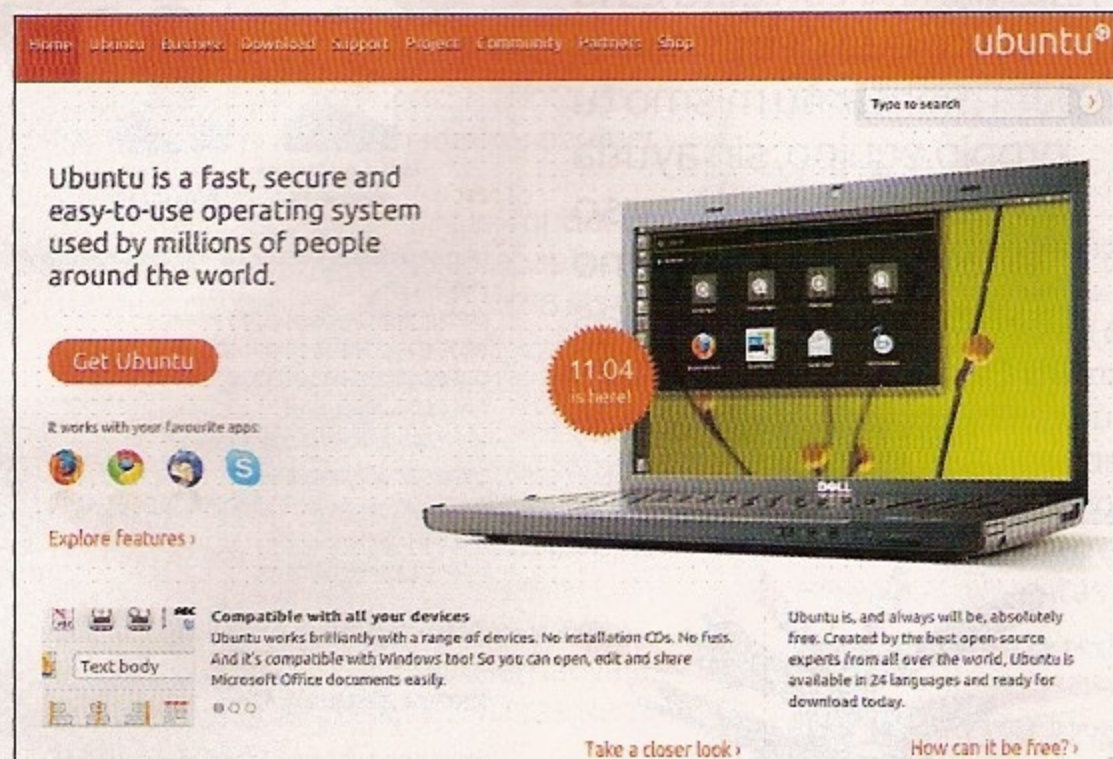 Home Ubuntu Business Download Support Project Community Partners Shop
ubuntu
Type to search
Ubuntu is a fast, secure and
easy-to-use operating system
used by millions of people
around the world.
Get Ubuntu
11.04
is here!
It works with your favourite apps:
Explore features ›
DELL
ABC
Text body
Compatible with all your devices
Ubuntu works brilliantly with a range of devices. No installation CDs. No fuss.
And it's compatible with Windows too! So you can open, edit and share
Microsoft Office documents easily.
Ubuntu is, and always will be, absolutely
free. Created by the best open-source
experts from all over the world, Ubuntu is
available in 24 languages and ready for
download today.
Take a closer look ›
How can it be free? ›